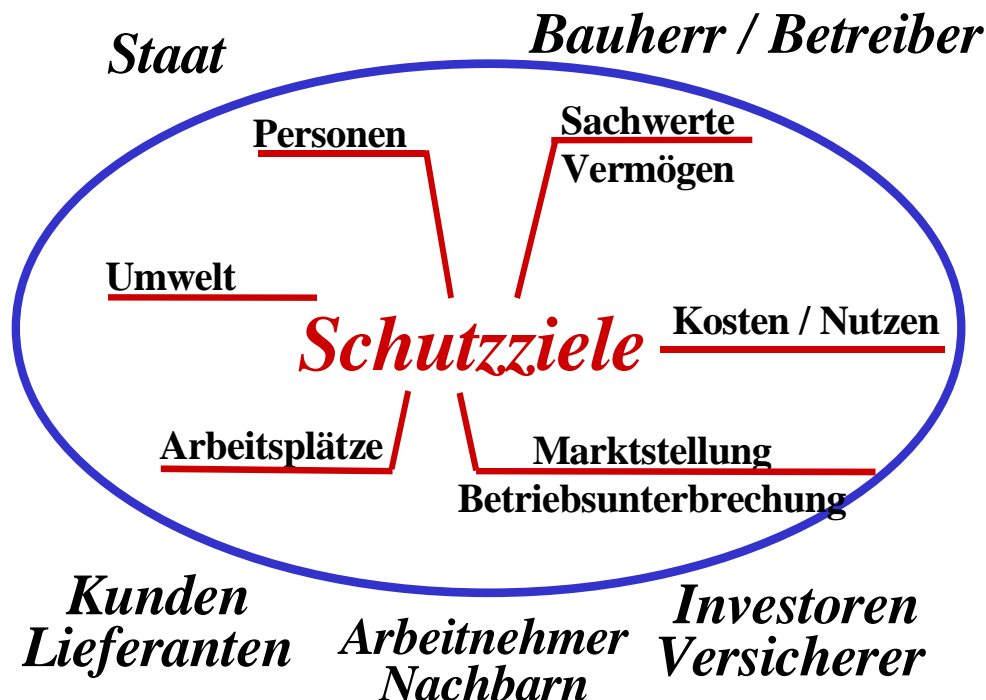 Staat
Bauherr / Betreiber
Personen
Sachwerte
Vermögen
Umwelt
Schutzziele
Kosten / Nutzen
Arbeitsplätze
Marktstellung
Betriebsunterbrechung
Kunden
Lieferanten
Arbeitnehmer
Nachbarn
Investoren
Versicherer